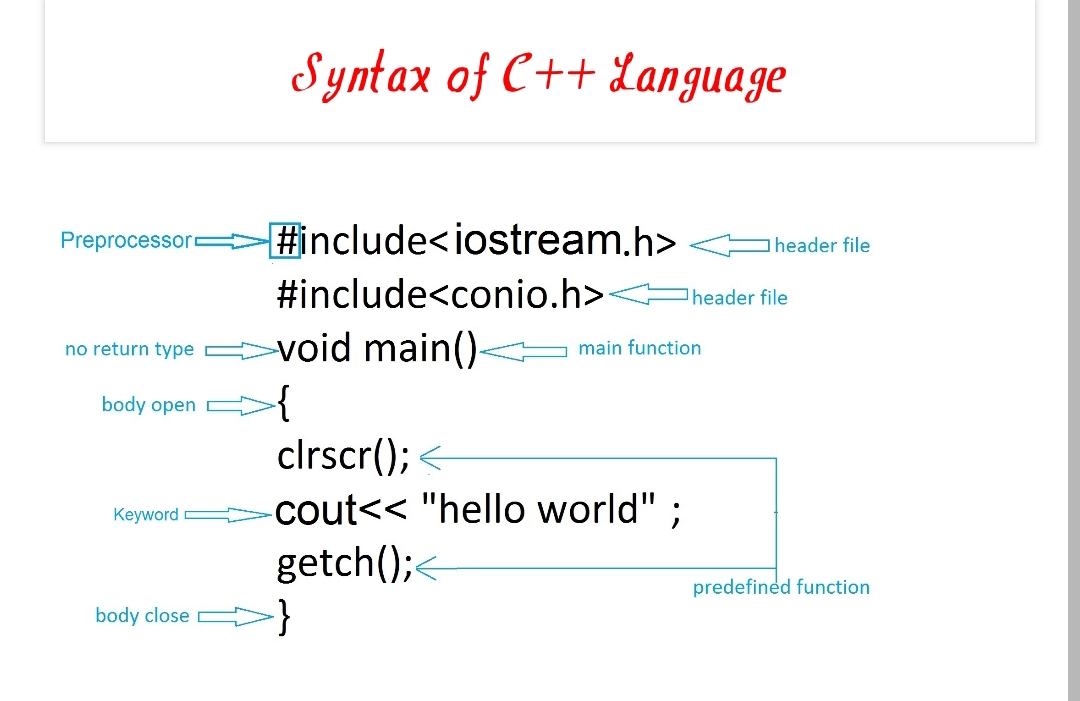 Syntax of C++ Language
Preprocessor #include<iostream.h> header file
#include<conio.h> header file
no return type void main() main function
body open {
clrscr();
Keyword cout<< "hello world" ;
getch();
predefined function
body close }